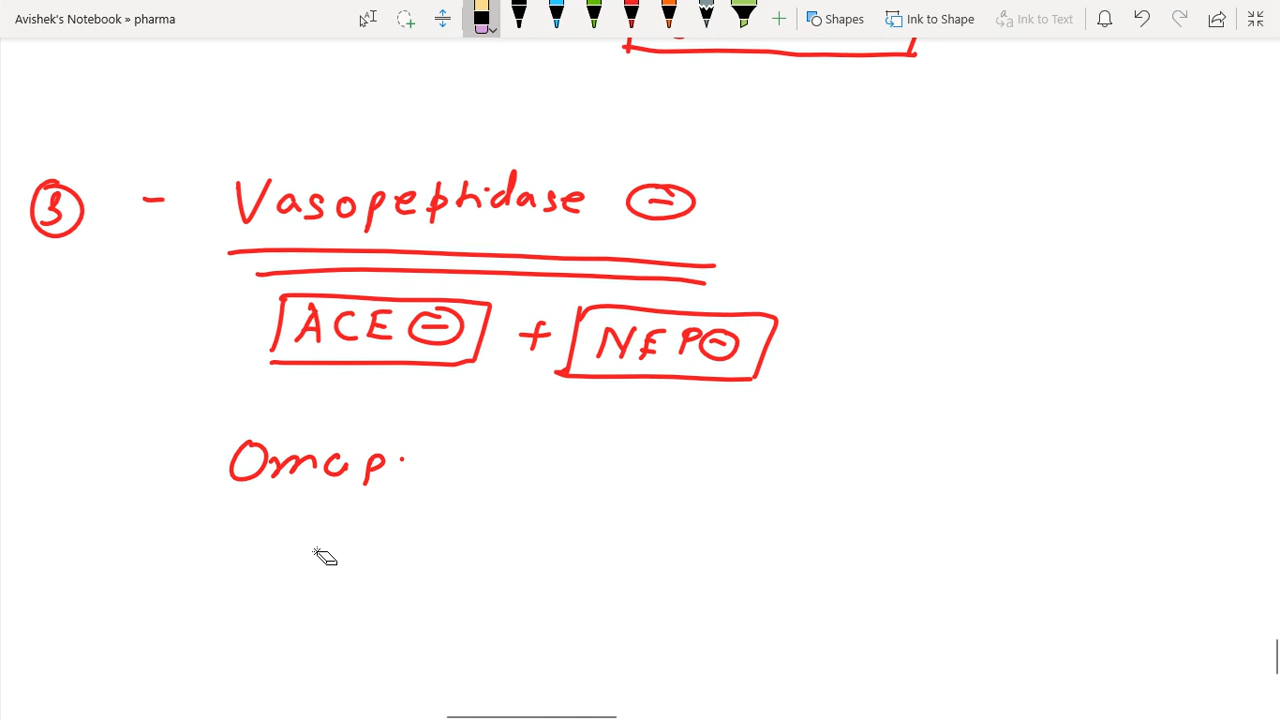 Avishek's Notebook » pharma
Shapes
Ink to Shape
Ink to Text
③ - Vasopeptidase ⊖
ACE ⊖ + NEP ⊖
Omap.